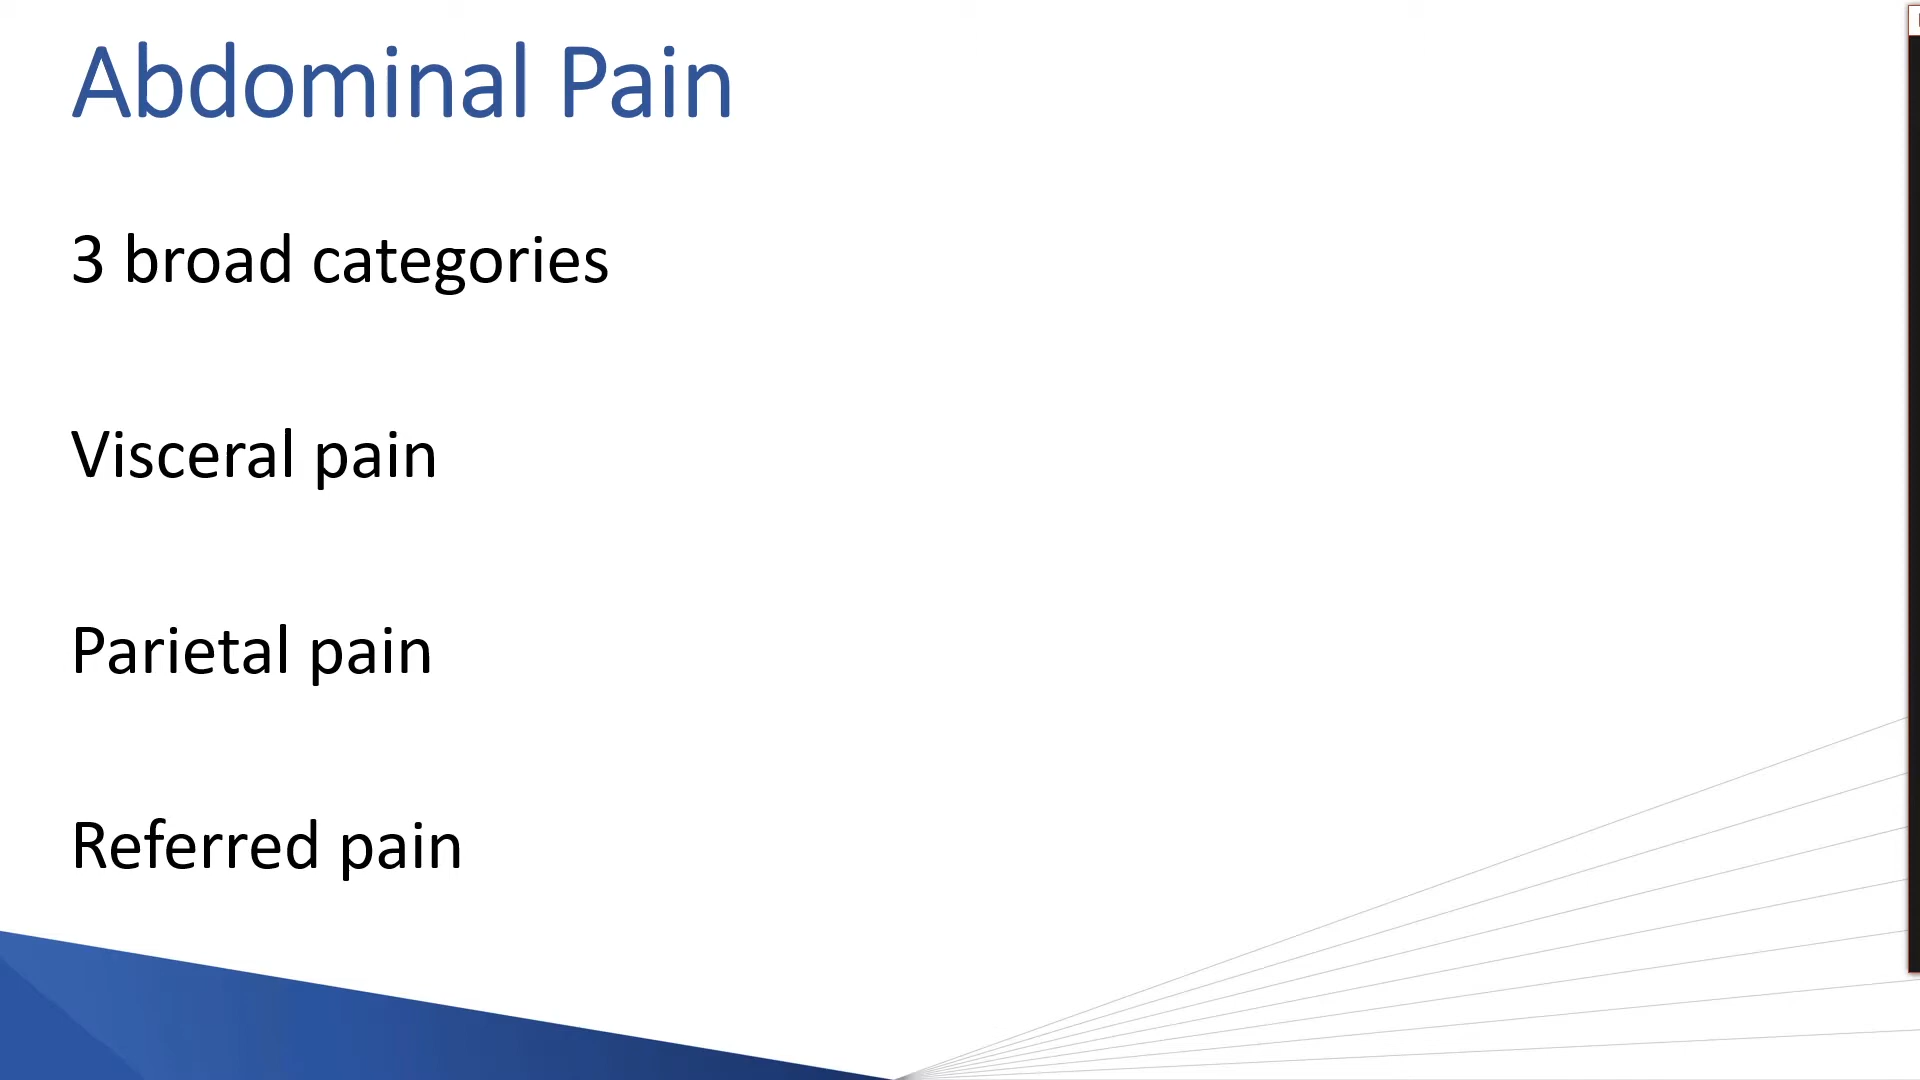 Abdominal Pain
3 broad categories
Visceral pain
Parietal pain
Referred pain